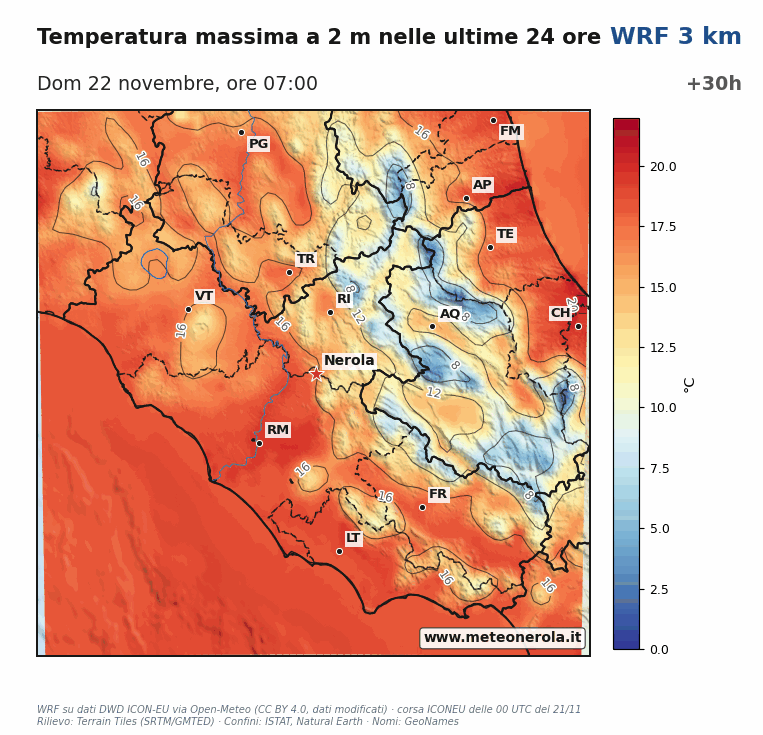 Temperatura massima a 2 m nelle ultime 24 ore WRF 3 km
Dom 22 novembre, ore 07:00 +30h
16
FM
PG
16
8
AP
16
TE
TR
20.0
17.5
15.0
12.5
10.0
7.5
5.0
2.5
0.0
°C
8
RI
VT
12
AQ
8
CH
20
16
16
Nerola
8
12
8
RM
16
16
FR
8
LT
16
16
www.meteonerola.it
WRF su dati DWD ICON-EU via Open-Meteo (CC BY 4.0, dati modificati) · corsa ICONEU delle 00 UTC del 21/11
Rilievo: Terrain Tiles (SRTM/GMTED) · Confini: ISTAT, Natural Earth · Nomi: GeoNames